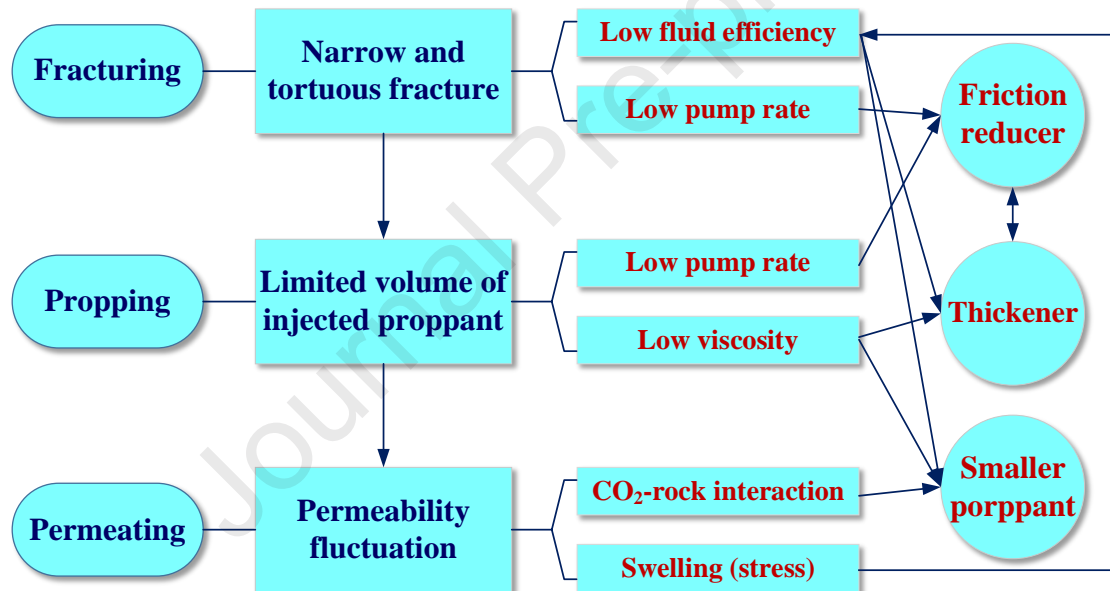 Fracturing
Narrow and
tortuous fracture
Low fluid efficiency
Low pump rate
Friction
reducer
Propping
Limited volume of
injected proppant
Low pump rate
Low viscosity
Thickener
Permeating
Permeability
fluctuation
CO₂-rock interaction
Swelling (stress)
Smaller
porppant
Journal Pre-p